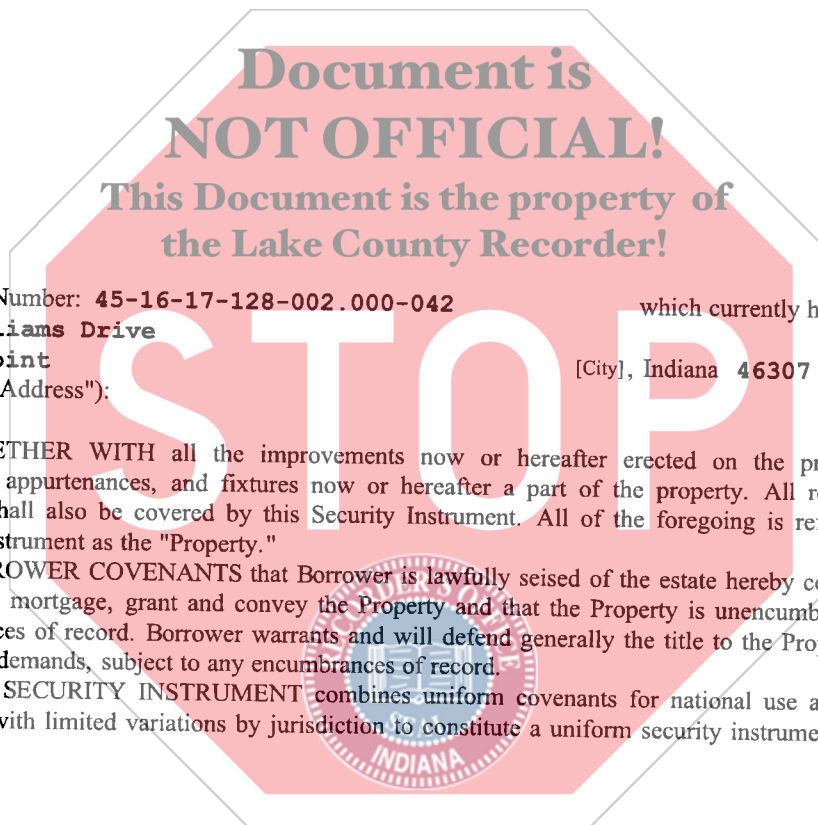 Document is
NOT OFFICIAL!
This Document is the property of
the Lake County Recorder!
Number: 45-16-17-128-002.000-042 which currently h
liams Drive
oint [City], Indiana 46307
Address"):
STOP
ETHER WITH all the improvements now or hereafter erected on the pr
appurtenances, and fixtures now or hereafter a part of the property. All r
hall also be covered by this Security Instrument. All of the foregoing is re
strument as the "Property."
ROWER COVENANTS that Borrower is lawfully seised of the estate hereby c
mortgage, grant and convey the Property and that the Property is unencumb
ces of record. Borrower warrants and will defend generally the title to the Pro
demands, subject to any encumbrances of record.
SECURITY INSTRUMENT combines uniform covenants for national use a
with limited variations by jurisdiction to constitute a uniform security instrume
RECORDER'S OFFICE
SEAL
INDIANA